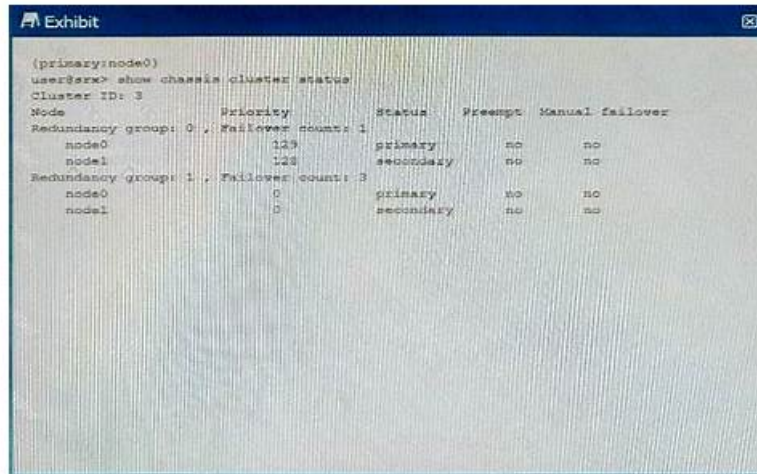 Exhibit
{primary:node0}
user@srx> show chassis cluster status
Cluster ID: 3
Node Priority Status Preempt Manual failover
Redundancy group: 0 , Failover count: 1
node0 129 primary no no
node1 128 secondary no no
Redundancy group: 1 , Failover count: 3
node0 0 primary no no
node1 0 secondary no no